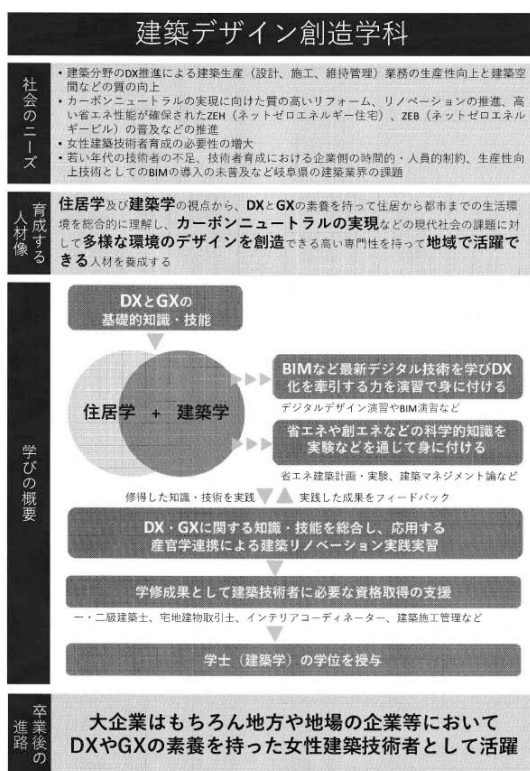 建築デザイン創造学科
社会のニーズ
• 建築分野のDX推進による建築生産（設計、施工、維持管理）業務の生産性向上と建築空
間などの質の向上
• カーボンニュートラルの実現に向けた質の高いリフォーム、リノベーションの推進、高
い省エネ性能が確保されたZEH（ネットゼロエネルギー住宅）、ZEB（ネットゼロエネル
ギービル）の普及などの推進
• 女性建築技術者育成の必要性の増大
• 若い年代の技術者の不足、技術者育成における企業側の時間的・人員的制約、生産性向
上技術としてのBIMの導入の未普及など岐阜県の建築業界の課題
育成する
人材像
住居学及び建築学の視点から、DXとGXの素養を持って住居から都市までの生活環
境を総合的に理解し、カーボンニュートラルの実現などの現代社会の課題に
対して多様な環境のデザインを創造できる高い専門性を持って地域で活躍で
きる人材を養成する
学びの概要
DXとGXの
基礎的知識・技能
住居学 + 建築学
BIMなど最新デジタル技術を学びDX
化を牽引する力を演習で身に付ける
デジタルデザイン演習やBIM演習など
省エネや創エネなどの科学的知識を
実験などを通じて身に付ける
省エネ建築計画・実験、建築マネジメント論など
修得した知識・技術を実践
実践した成果をフィードバック
DX・GXに関する知識・技能を総合し、応用する
産官学連携による建築リノベーション実践実習
学修成果として建築技術者に必要な資格取得の支援
一・二級建築士、宅地建物取引士、インテリアコーディネーター、建築施工管理など
学士（建築学）の学位を授与
卒業後の
進路
大企業はもちろん地方や地場の企業等において
DXやGXの素養を持った女性建築技術者として活躍